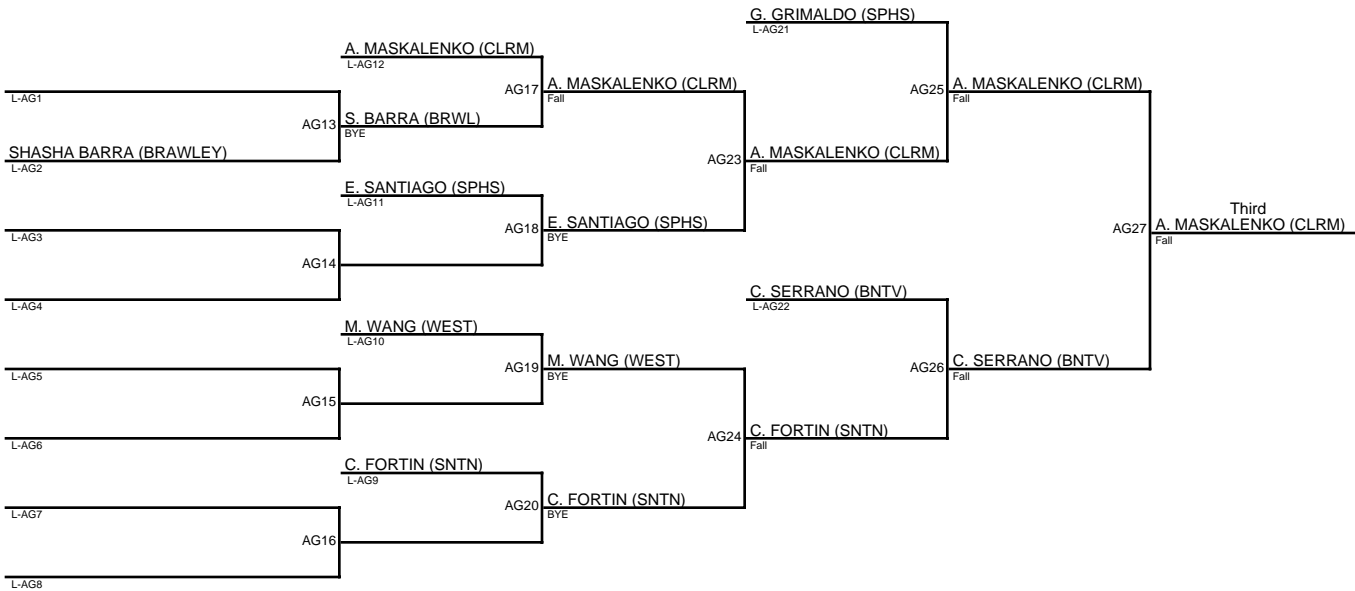 G. GRIMALDO (SPHS)
L-AG21
A. MASKALENKO (CLRM)
L-AG12
AG17
A. MASKALENKO (CLRM)
Fall
AG25
A. MASKALENKO (CLRM)
Fall
L-AG1
AG13
S. BARRA (BRWL)
BYE
SHASHA BARRA (BRAWLEY)
L-AG2
AG23
A. MASKALENKO (CLRM)
Fall
E. SANTIAGO (SPHS)
L-AG11
AG18
E. SANTIAGO (SPHS)
BYE
L-AG3
AG14
AG27
Third
A. MASKALENKO (CLRM)
Fall
L-AG4
C. SERRANO (BNTV)
L-AG22
M. WANG (WEST)
L-AG10
AG19
M. WANG (WEST)
BYE
AG26
C. SERRANO (BNTV)
Fall
L-AG5
AG15
L-AG6
AG24
C. FORTIN (SNTN)
Fall
C. FORTIN (SNTN)
L-AG9
AG20
C. FORTIN (SNTN)
BYE
L-AG7
AG16
L-AG8